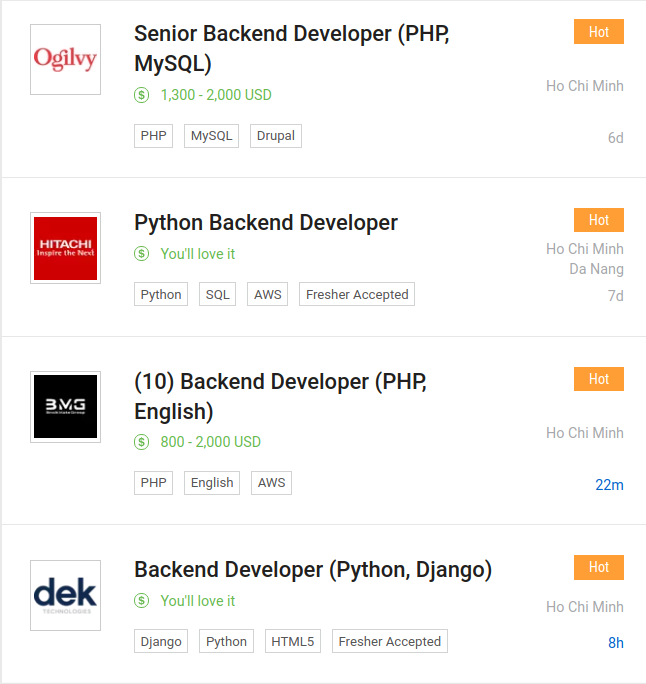 Ogilvy
Senior Backend Developer (PHP,
MySQL)
Hot
$ 1,300 - 2,000 USD
Ho Chi Minh
PHP MySQL Drupal
6d
HITACHI
Inspire the Next
Python Backend Developer
Hot
$ You'll love it
Ho Chi Minh
Da Nang
Python SQL AWS Fresher Accepted
7d
BMG
(10) Backend Developer (PHP,
English)
Hot
$ 800 - 2,000 USD
Ho Chi Minh
PHP English AWS
22m
dek
TECHNOLOGIES
Backend Developer (Python, Django)
Hot
$ You'll love it
Ho Chi Minh
Django Python HTML5 Fresher Accepted
8h